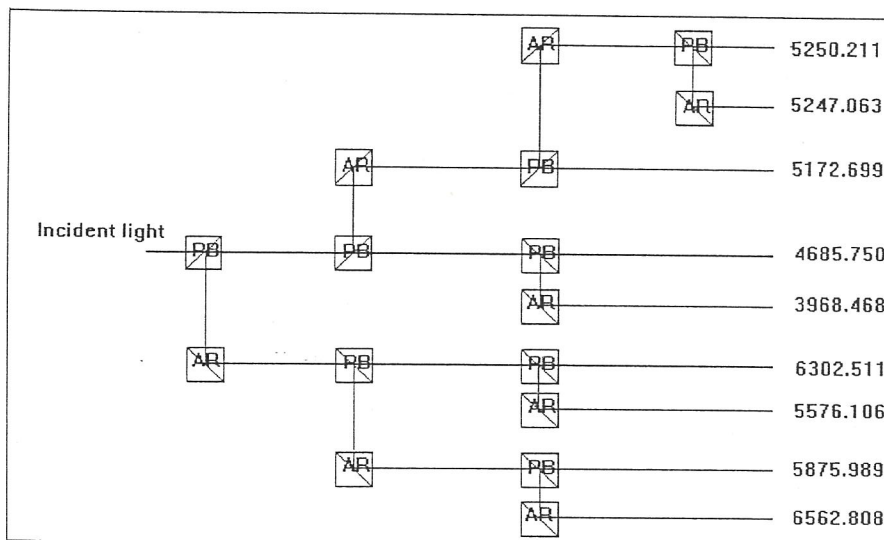 AR PB 5250.211
AR 5247.063
AR PB 5172.699
Incident light
PB PB PB 4685.750
AR 3968.468
AR PB PB 6302.511
AR 5576.106
AR PB 5875.989
AR 6562.808